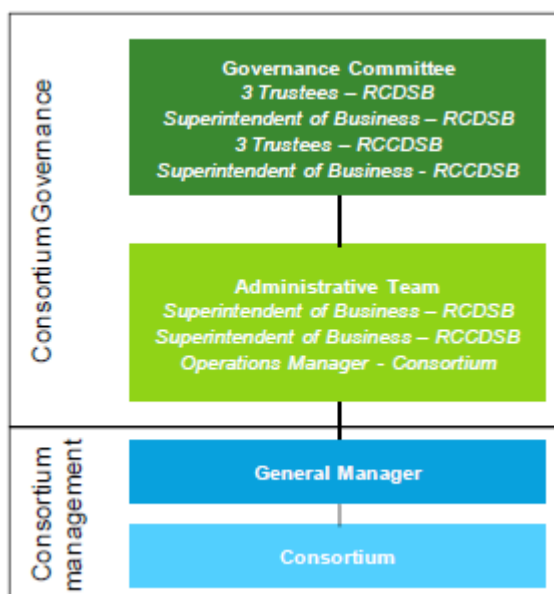 Consortium Governance
Governance Committee
3 Trustees – RCDSB
Superintendent of Business – RCDSB
3 Trustees – RCCDSB
Superintendent of Business - RCCDSB
Administrative Team
Superintendent of Business – RCDSB
Superintendent of Business – RCCDSB
Operations Manager - Consortium
Consortium
management
General Manager
Consortium